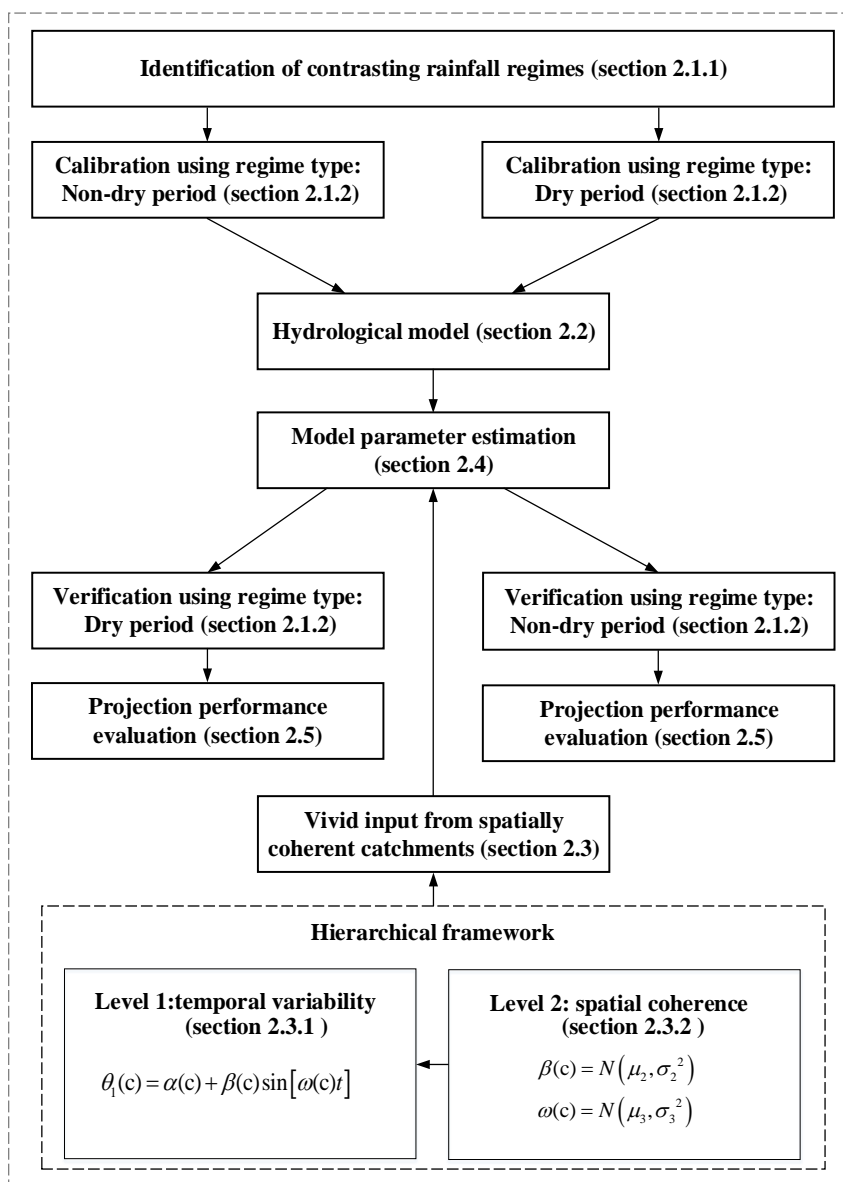 Identification of contrasting rainfall regimes (section 2.1.1)
Calibration using regime type:
Non-dry period (section 2.1.2)
Calibration using regime type:
Dry period (section 2.1.2)
Hydrological model (section 2.2)
Model parameter estimation
(section 2.4)
Verification using regime type:
Dry period (section 2.1.2)
Verification using regime type:
Non-dry period (section 2.1.2)
Projection performance
evaluation (section 2.5)
Projection performance
evaluation (section 2.5)
Vivid input from spatially
coherent catchments (section 2.3)
Hierarchical framework
Level 1:temporal variability
(section 2.3.1 )
θ₁(c) = α(c) + β(c) sin[ω(c)t]
Level 2: spatial coherence
(section 2.3.2 )
β(c) = N(μ₂, σ₂²)
ω(c) = N(μ₃, σ₃²)